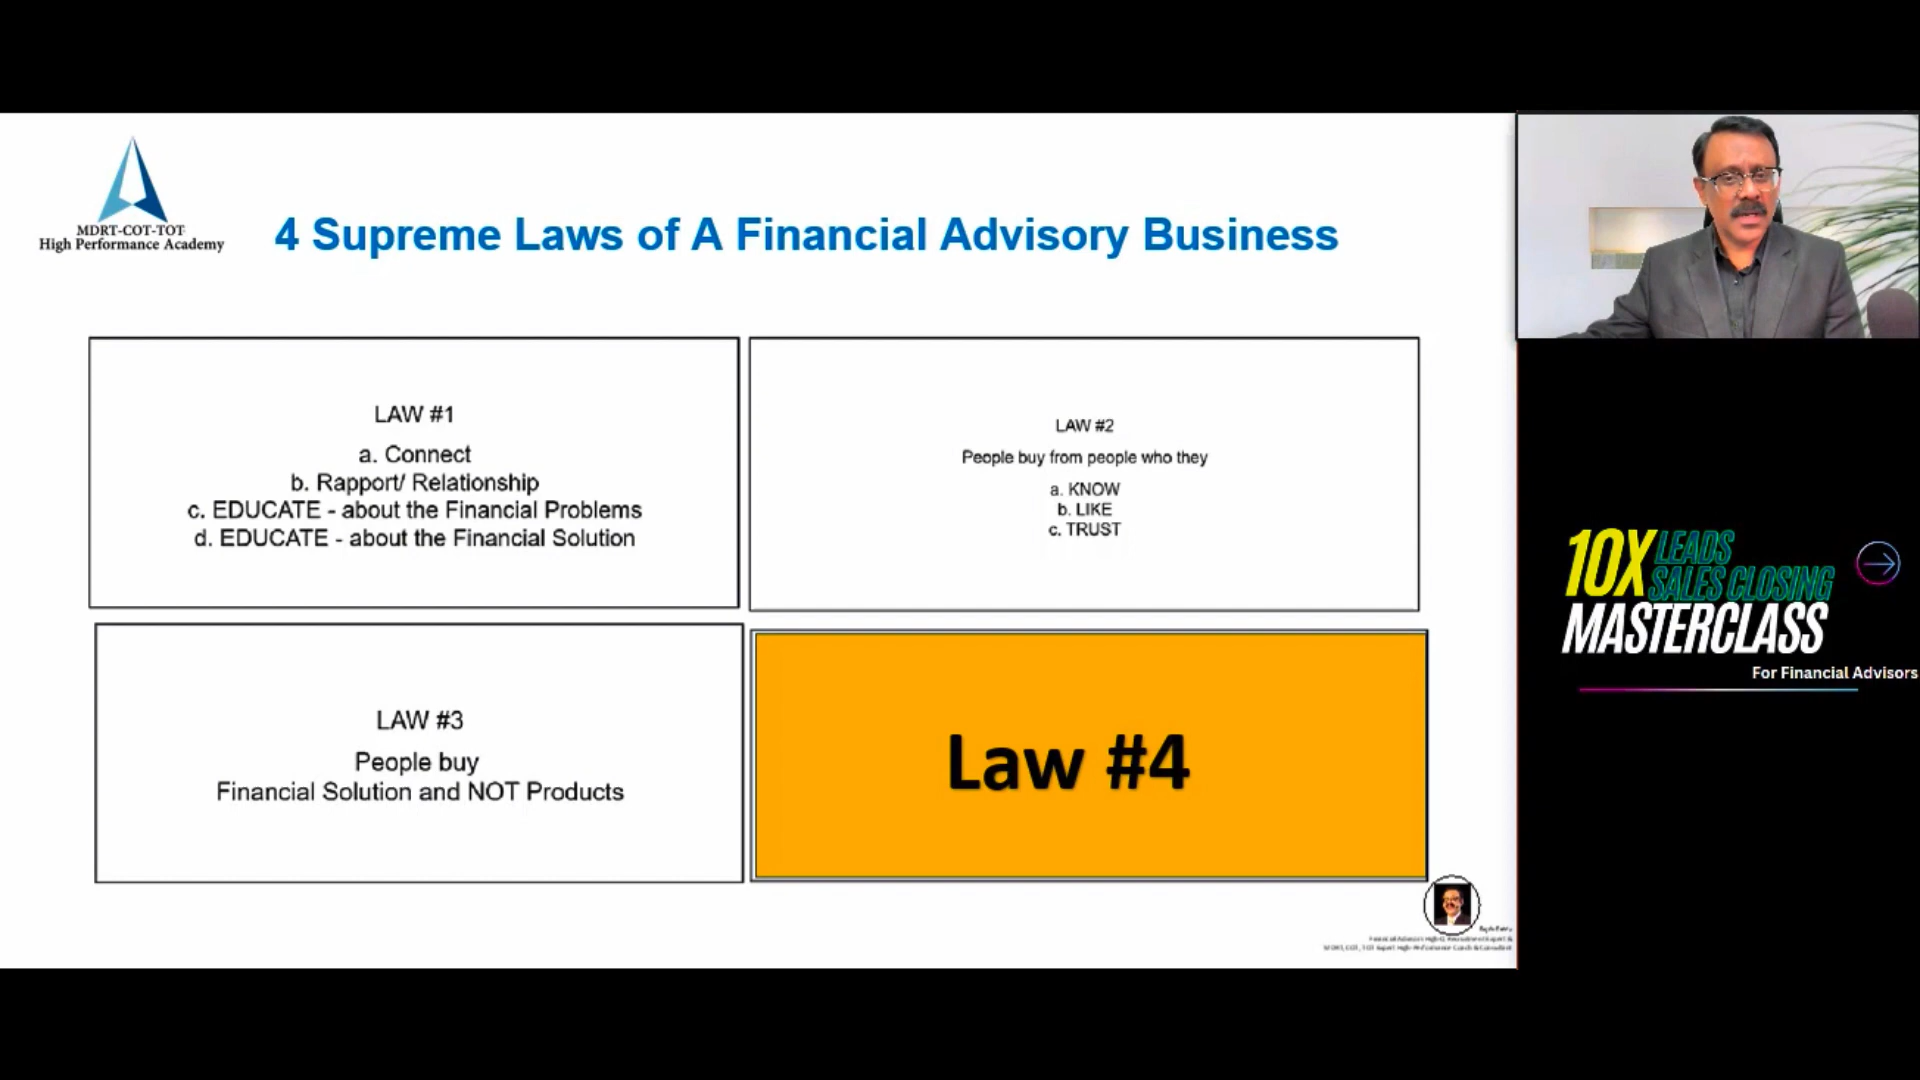 MDRT-COT-TOT
High Performance Academy
4 Supreme Laws of A Financial Advisory Business
LAW #1
a. Connect
b. Rapport/ Relationship
c. EDUCATE - about the Financial Problems
d. EDUCATE - about the Financial Solution
LAW #2
People buy from people who they
a. KNOW
b. LIKE
c. TRUST
LAW #3
People buy
Financial Solution and NOT Products
Law #4
10X LEADS
SALES CLOSING
MASTERCLASS
For Financial Advisors